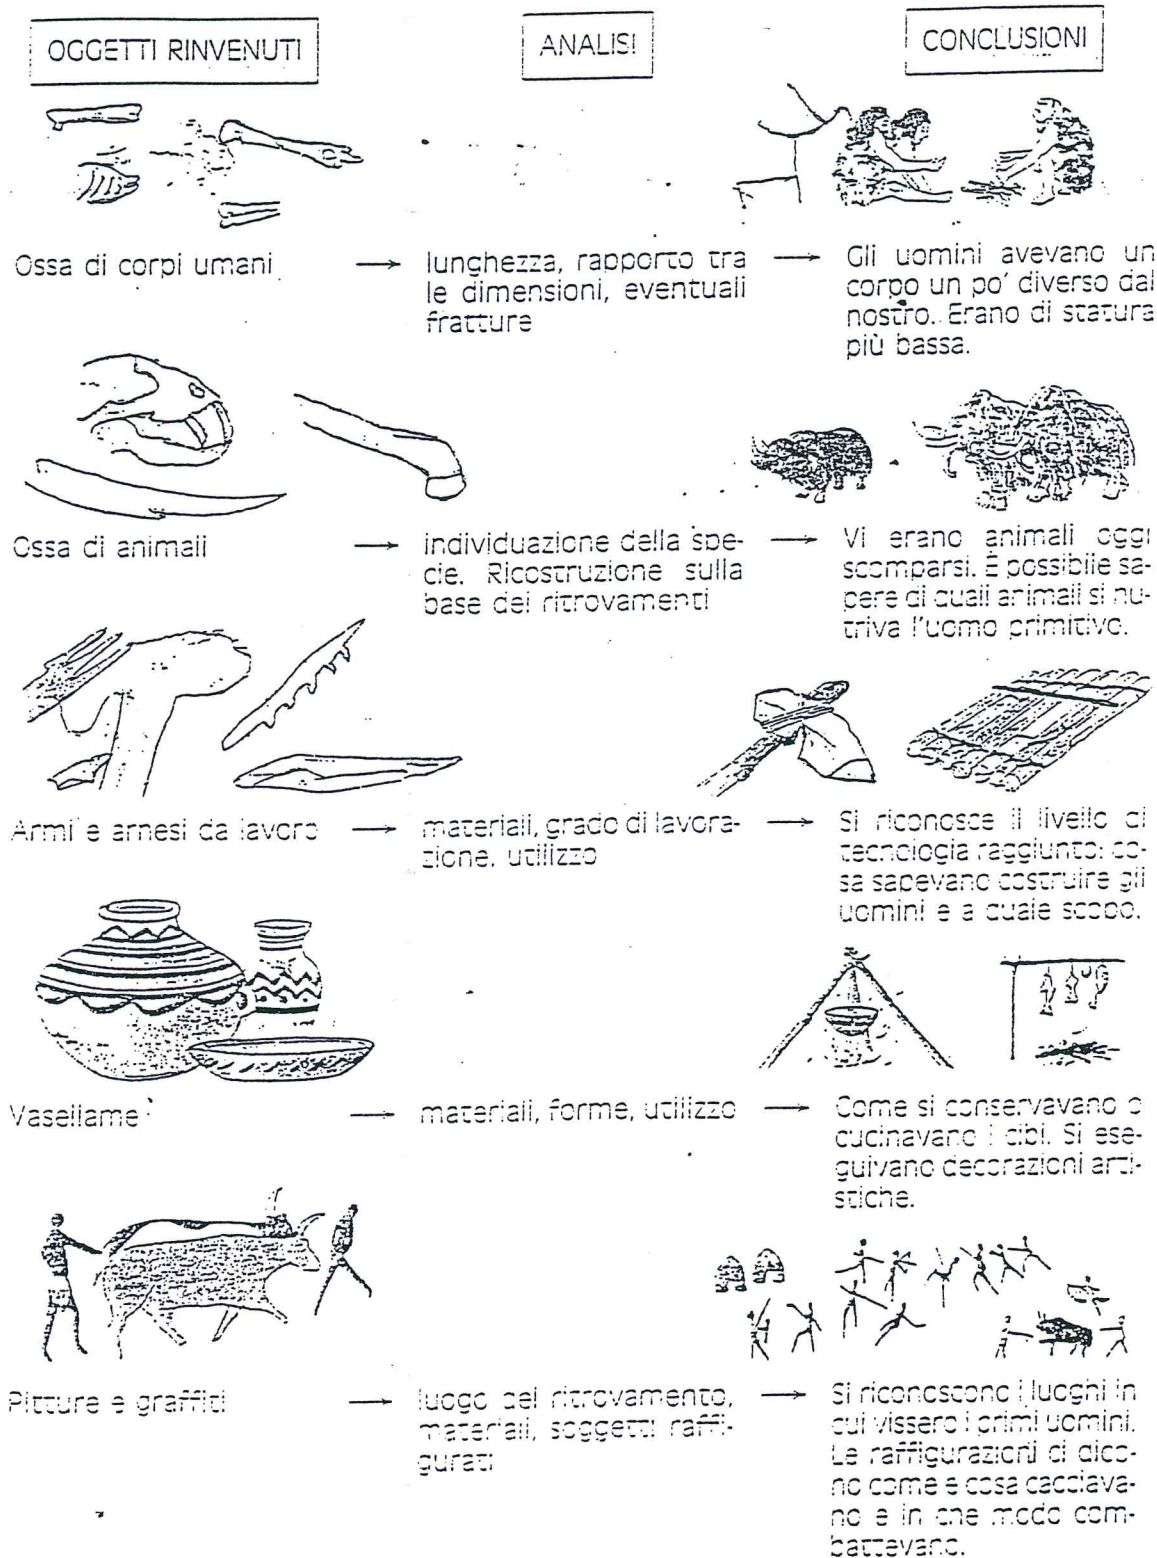 OGGETTI RINVENUTI
ANALISI
CONCLUSIONI
Ossa di corpi umani → lunghezza, rapporto tra
le dimensioni, eventuali
fratture
→ Gli uomini avevano un
corpo un po' diverso dal
nostro. Erano di statura
più bassa.
Ossa di animali → individuazione della spe-
cie. Ricostruzione sulla
base dei ritrovamenti
→ Vi erano animali oggi
scomparsi. È possibile sa-
pere di quali animali si nu-
triva l'uomo primitivo.
Armi e arnesi da lavoro → materiali, grado di lavora-
zione, utilizzo
→ Si riconosce il livello di
tecnologia raggiunto: co-
sa sapevano costruire gli
uomini e a quale scopo.
Vasellame → materiali, forme, utilizzo
→ Come si conservavano o
cucinavano i cibi. Si ese-
guivano decorazioni arti-
stiche.
Pitture e graffiti → luogo del ritrovamento,
materiali, soggetti raffi-
gurati
→ Si riconoscono i luoghi in
cui vissero i primi uomini.
Le raffigurazioni ci dico-
no come e cosa cacciava-
no e in che modo com-
battevano.